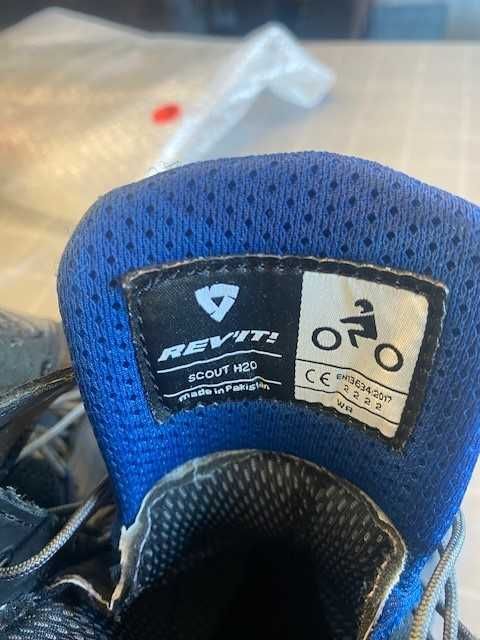 REV'IT!
SCOUT H2O
made in Pakistan
CE EN13634:2017
2 2 2 2
WR